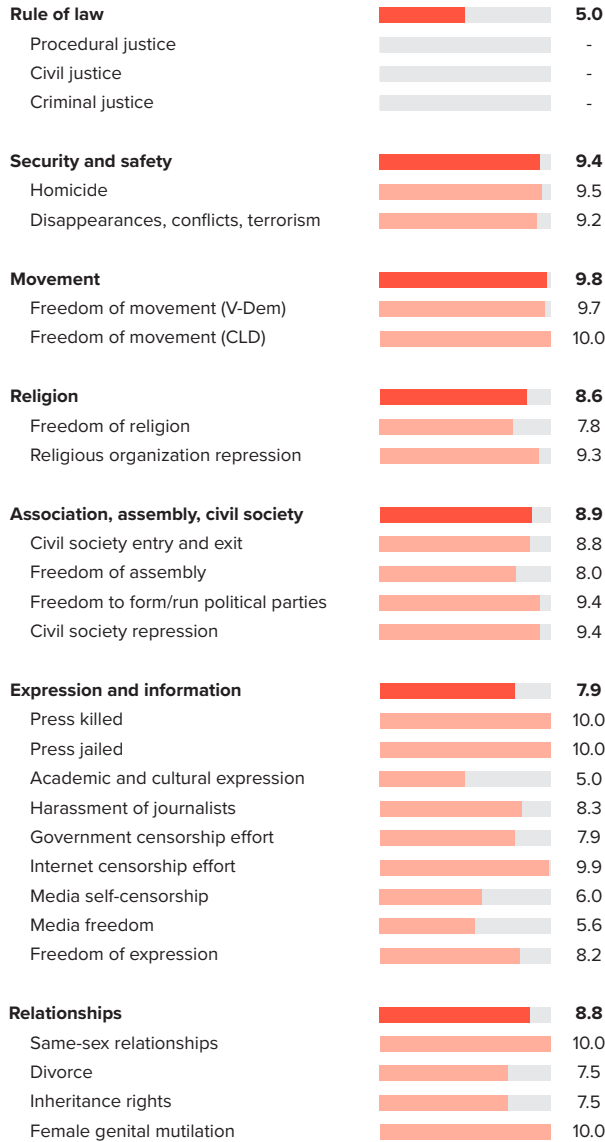 Rule of law 5.0
Procedural justice -
Civil justice -
Criminal justice -
Security and safety 9.4
Homicide 9.5
Disappearances, conflicts, terrorism 9.2
Movement 9.8
Freedom of movement (V-Dem) 9.7
Freedom of movement (CLD) 10.0
Religion 8.6
Freedom of religion 7.8
Religious organization repression 9.3
Association, assembly, civil society 8.9
Civil society entry and exit 8.8
Freedom of assembly 8.0
Freedom to form/run political parties 9.4
Civil society repression 9.4
Expression and information 7.9
Press killed 10.0
Press jailed 10.0
Academic and cultural expression 5.0
Harassment of journalists 8.3
Government censorship effort 7.9
Internet censorship effort 9.9
Media self-censorship 6.0
Media freedom 5.6
Freedom of expression 8.2
Relationships 8.8
Same-sex relationships 10.0
Divorce 7.5
Inheritance rights 7.5
Female genital mutilation 10.0